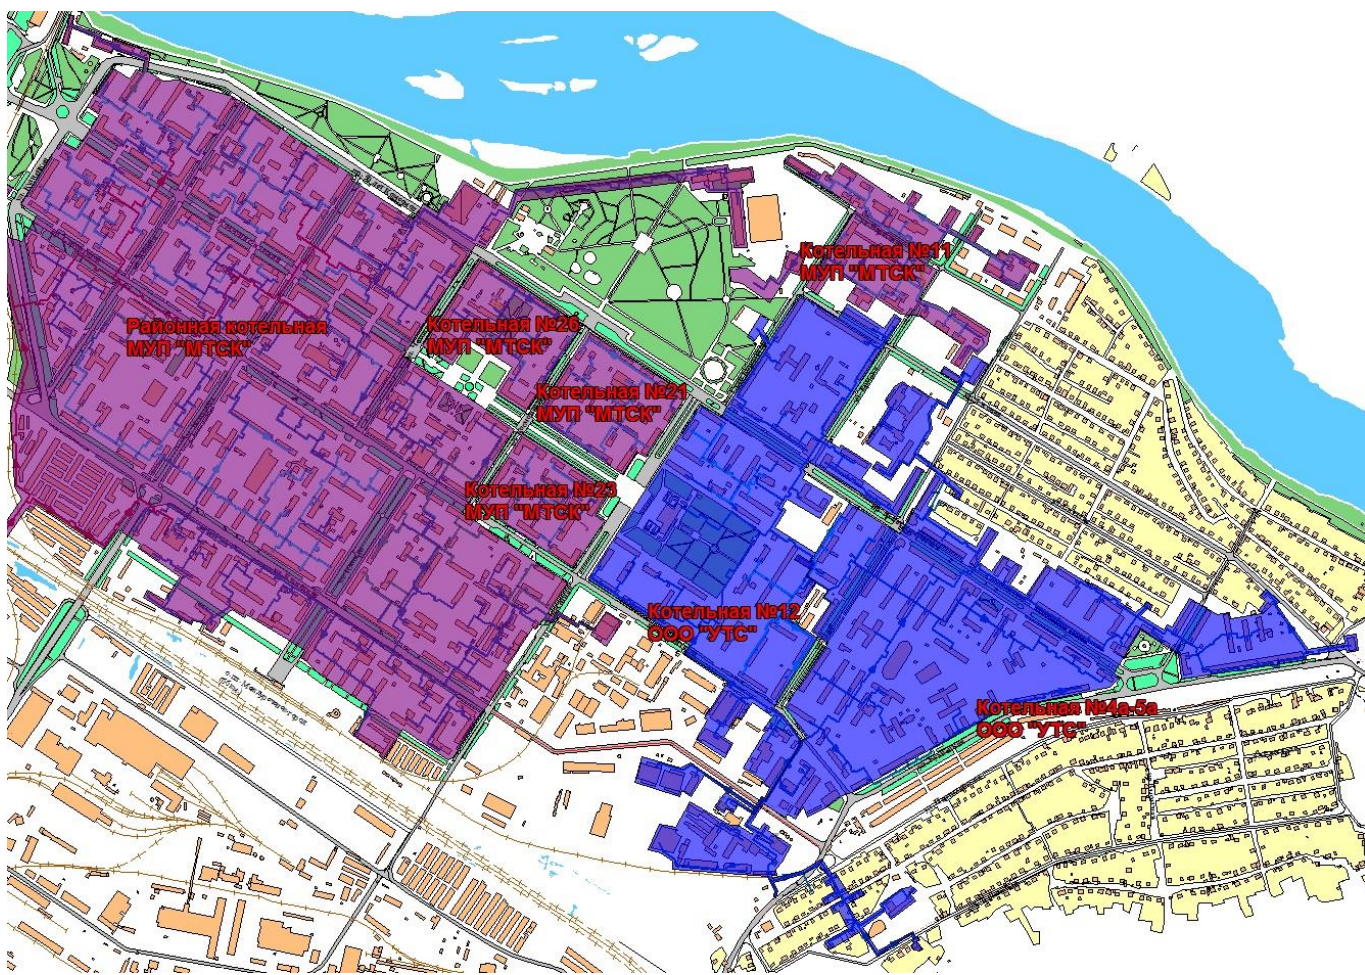 Котельная №11
МУП "МТСК"
Районная котельная
МУП "МТСК"
Котельная №26
МУП "МТСК"
Котельная №21
МУП "МТСК"
Котельная №23
МУП "МТСК"
Котельная №12
ООО "УТС"
Котельная №4а-5а
ООО "УТС"